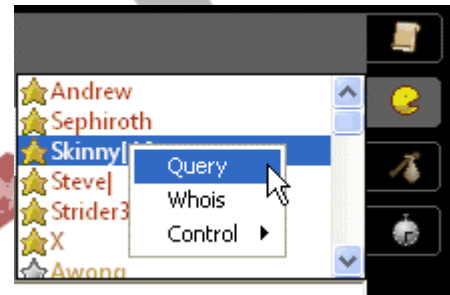 Andrew
Sephiroth
Skinny[
Query
Steve|
Whois
Strider3
Control
X
Awong